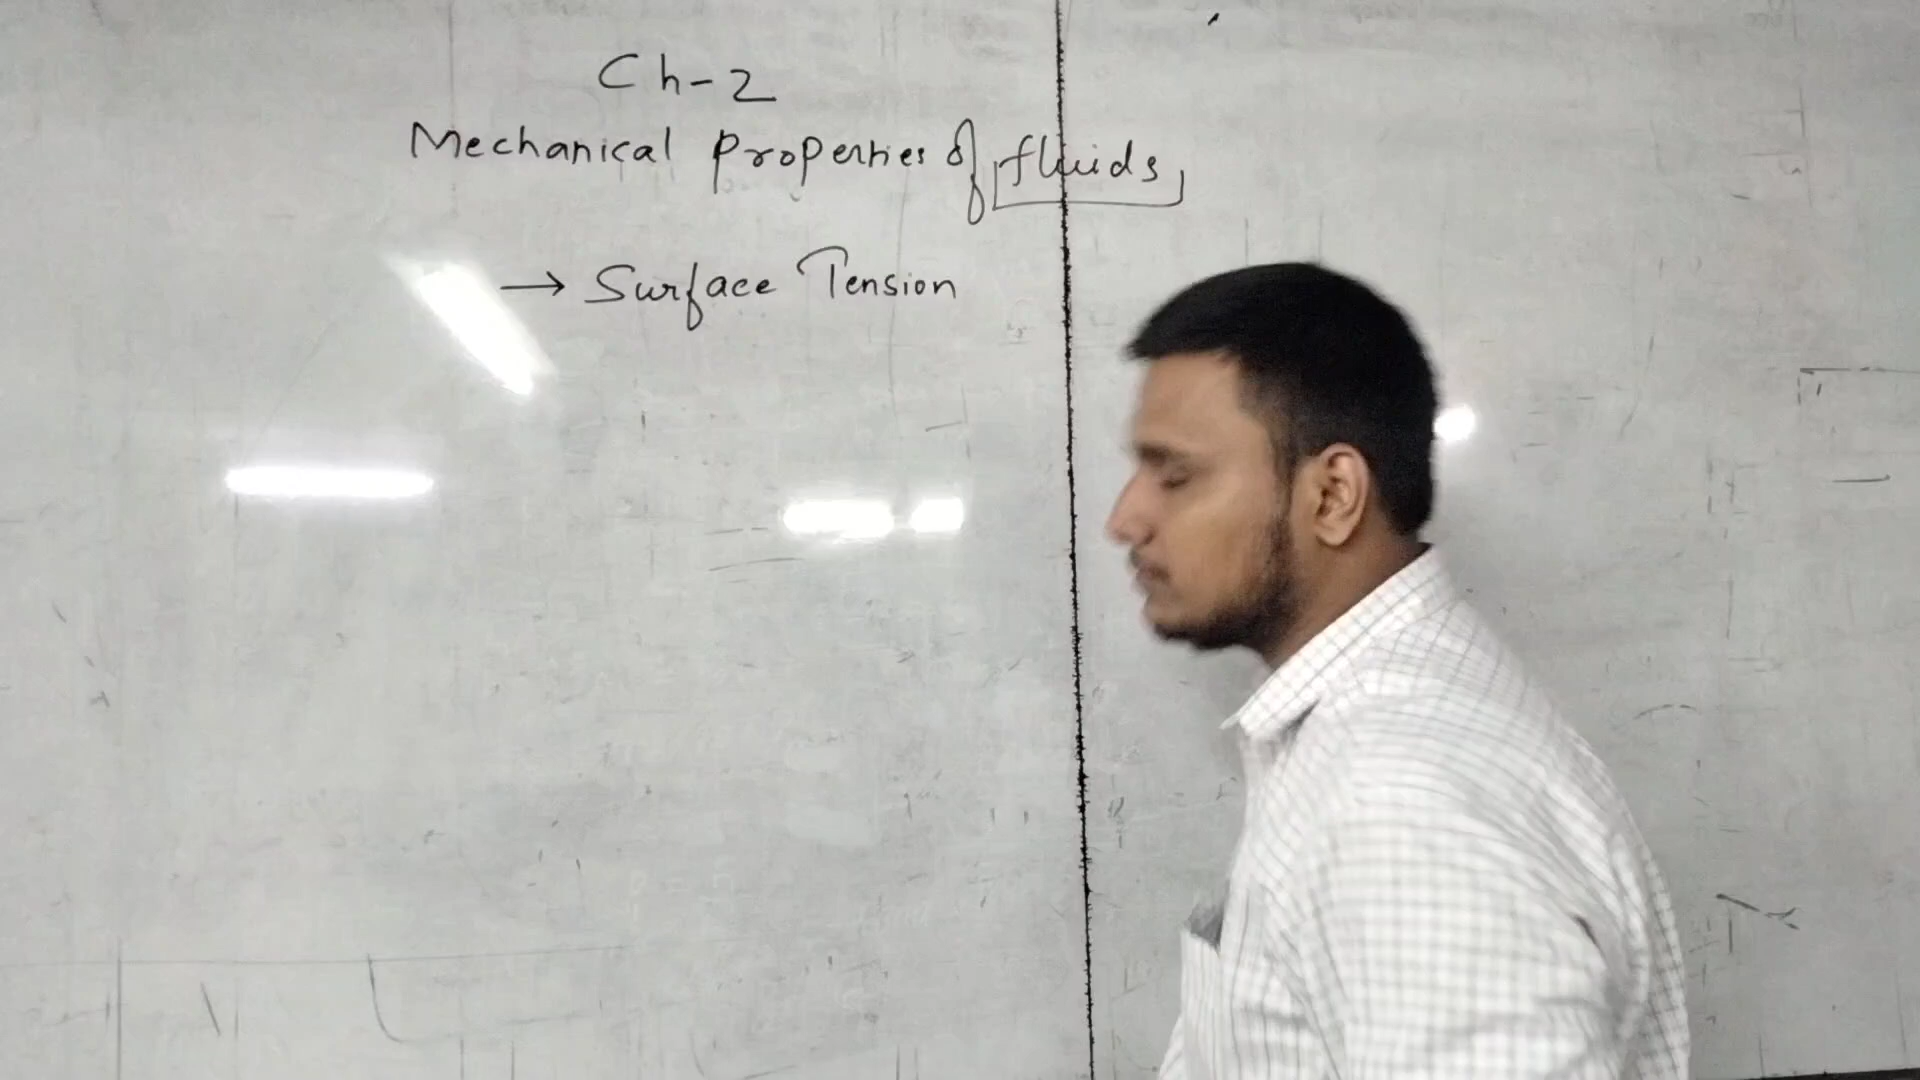 Ch-2
Mechanical Properties of fluids
→ Surface Tension